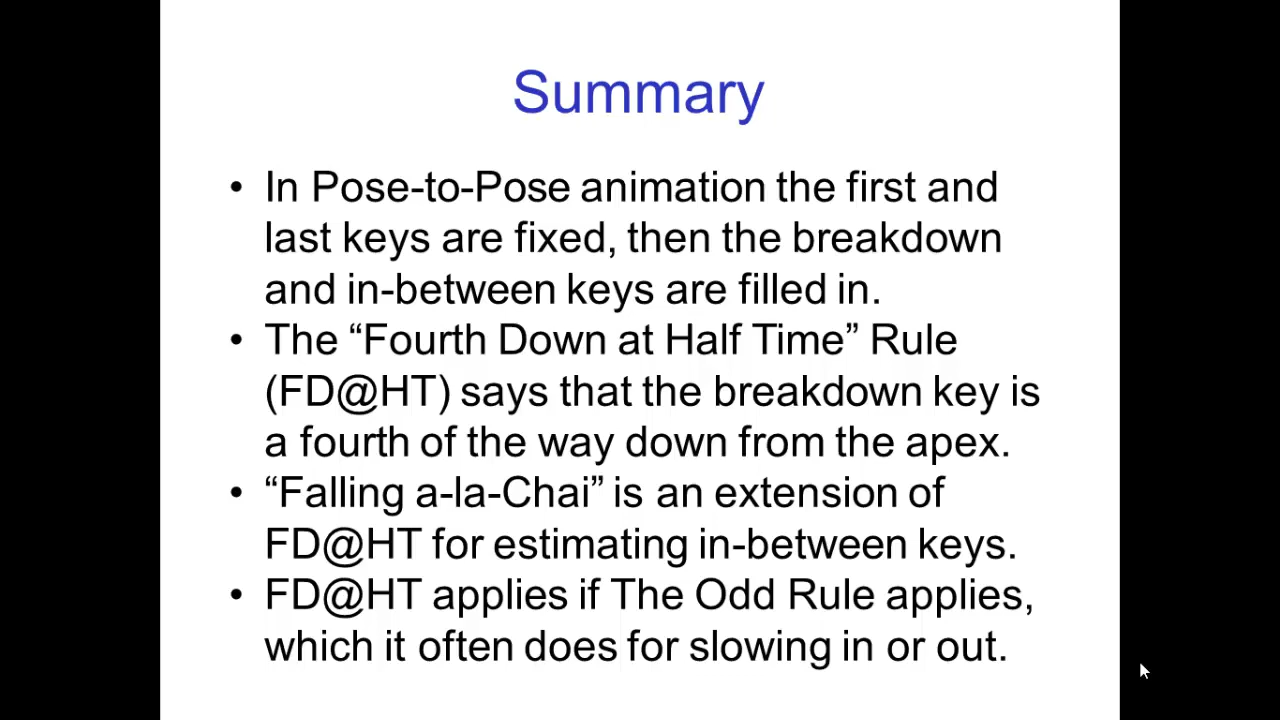 Summary
• In Pose-to-Pose animation the first and
last keys are fixed, then the breakdown
and in-between keys are filled in.
• The “Fourth Down at Half Time” Rule
(FD@HT) says that the breakdown key is
a fourth of the way down from the apex.
• “Falling a-la-Chai” is an extension of
FD@HT for estimating in-between keys.
• FD@HT applies if The Odd Rule applies,
which it often does for slowing in or out.